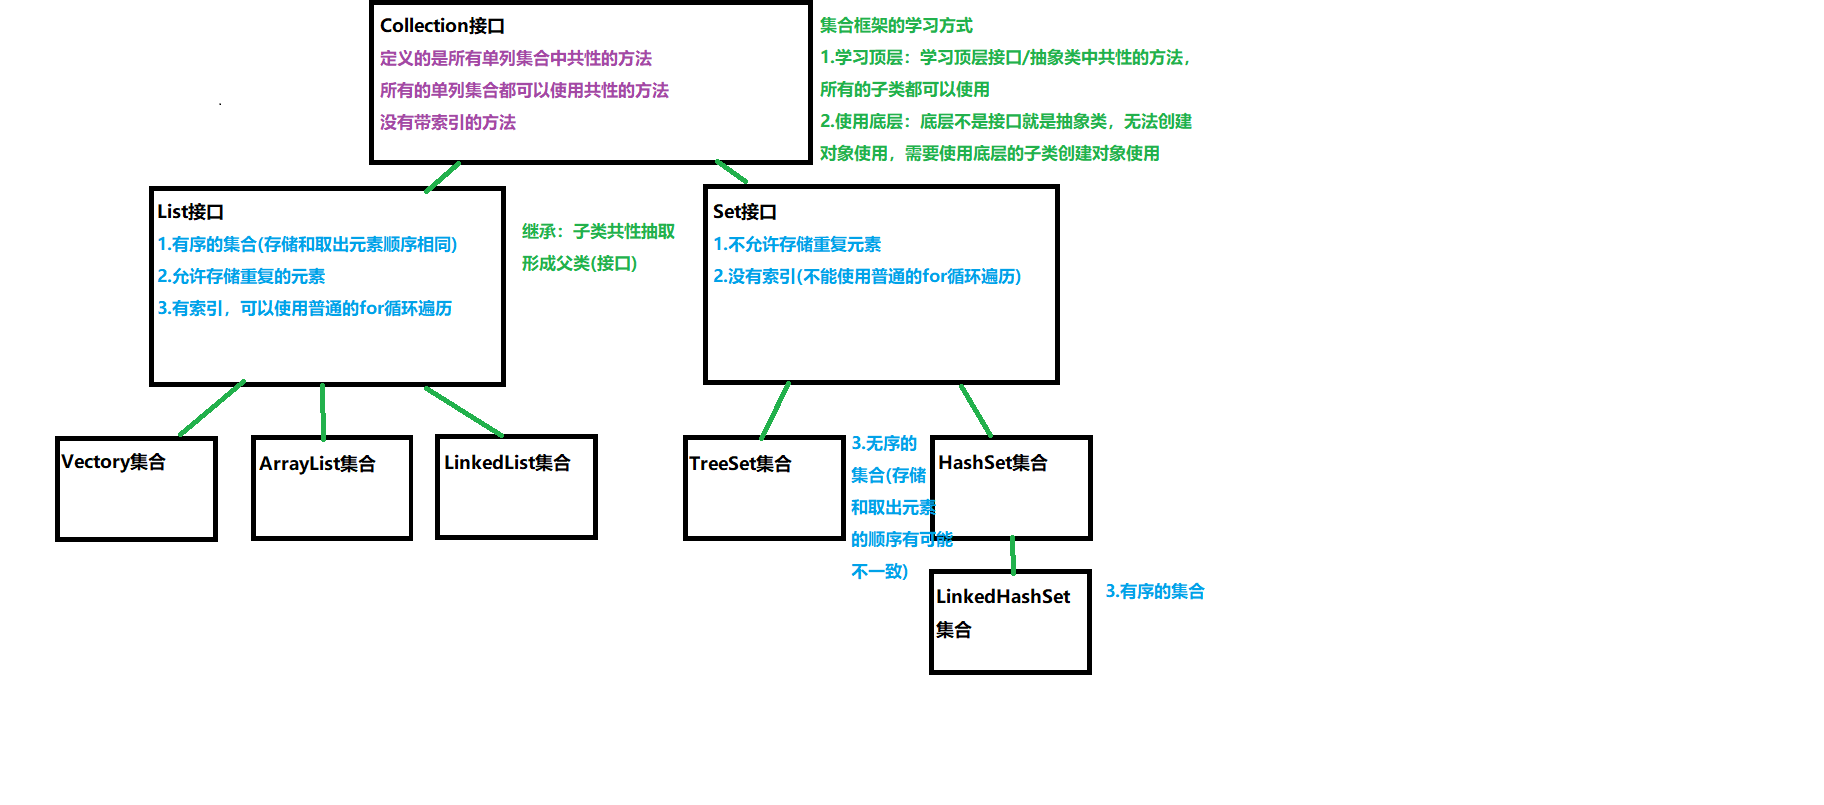 Collection接口
定义的是所有单列集合中共性的方法
所有的单列集合都可以使用共性的方法
没有带索引的方法
集合框架的学习方式
1.学习顶层：学习顶层接口/抽象类中共性的方法，
所有的子类都可以使用
2.使用底层：底层不是接口就是抽象类，无法创建
对象使用，需要使用底层的子类创建对象使用
List接口
1.有序的集合(存储和取出元素顺序相同)
2.允许存储重复的元素
3.有索引，可以使用普通的for循环遍历
继承：子类共性抽取
形成父类(接口)
Set接口
1.不允许存储重复元素
2.没有索引(不能使用普通的for循环遍历)
Vectory集合
ArrayList集合
LinkedList集合
TreeSet集合
3.无序的
集合(存储
和取出元素
的顺序有可能
不一致)
HashSet集合
LinkedHashSet
集合
3.有序的集合